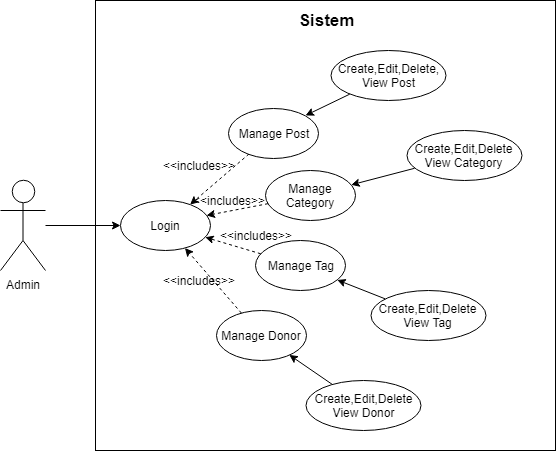 Sistem
Create,Edit,Delete,
View Post
Manage Post
Create,Edit,Delete
View Category
<<includes>>
Manage
Category
<<includes>>
Login
<<includes>>
Manage Tag
Admin
<<includes>>
Create,Edit,Delete
View Tag
Manage Donor
Create,Edit,Delete
View Donor